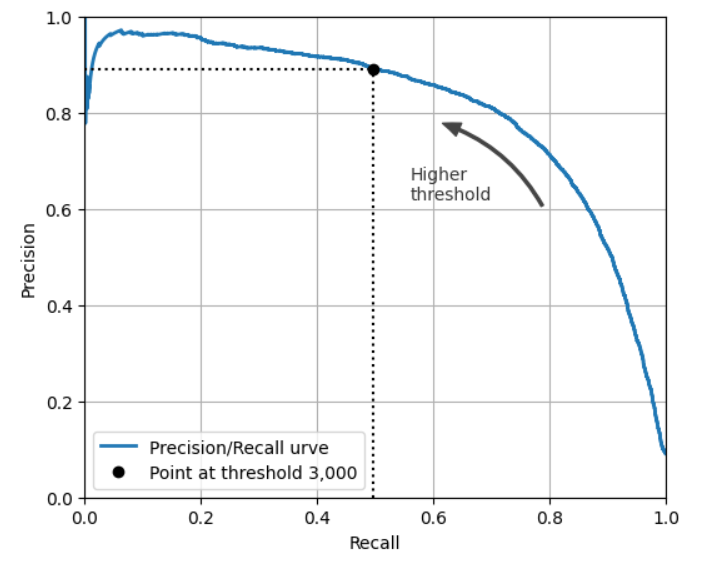 1.0
0.8
0.6
0.4
0.2
0.0
Precision
Higher
threshold
Precision/Recall urve
Point at threshold 3,000
0.0 0.2 0.4 0.6 0.8 1.0
Recall